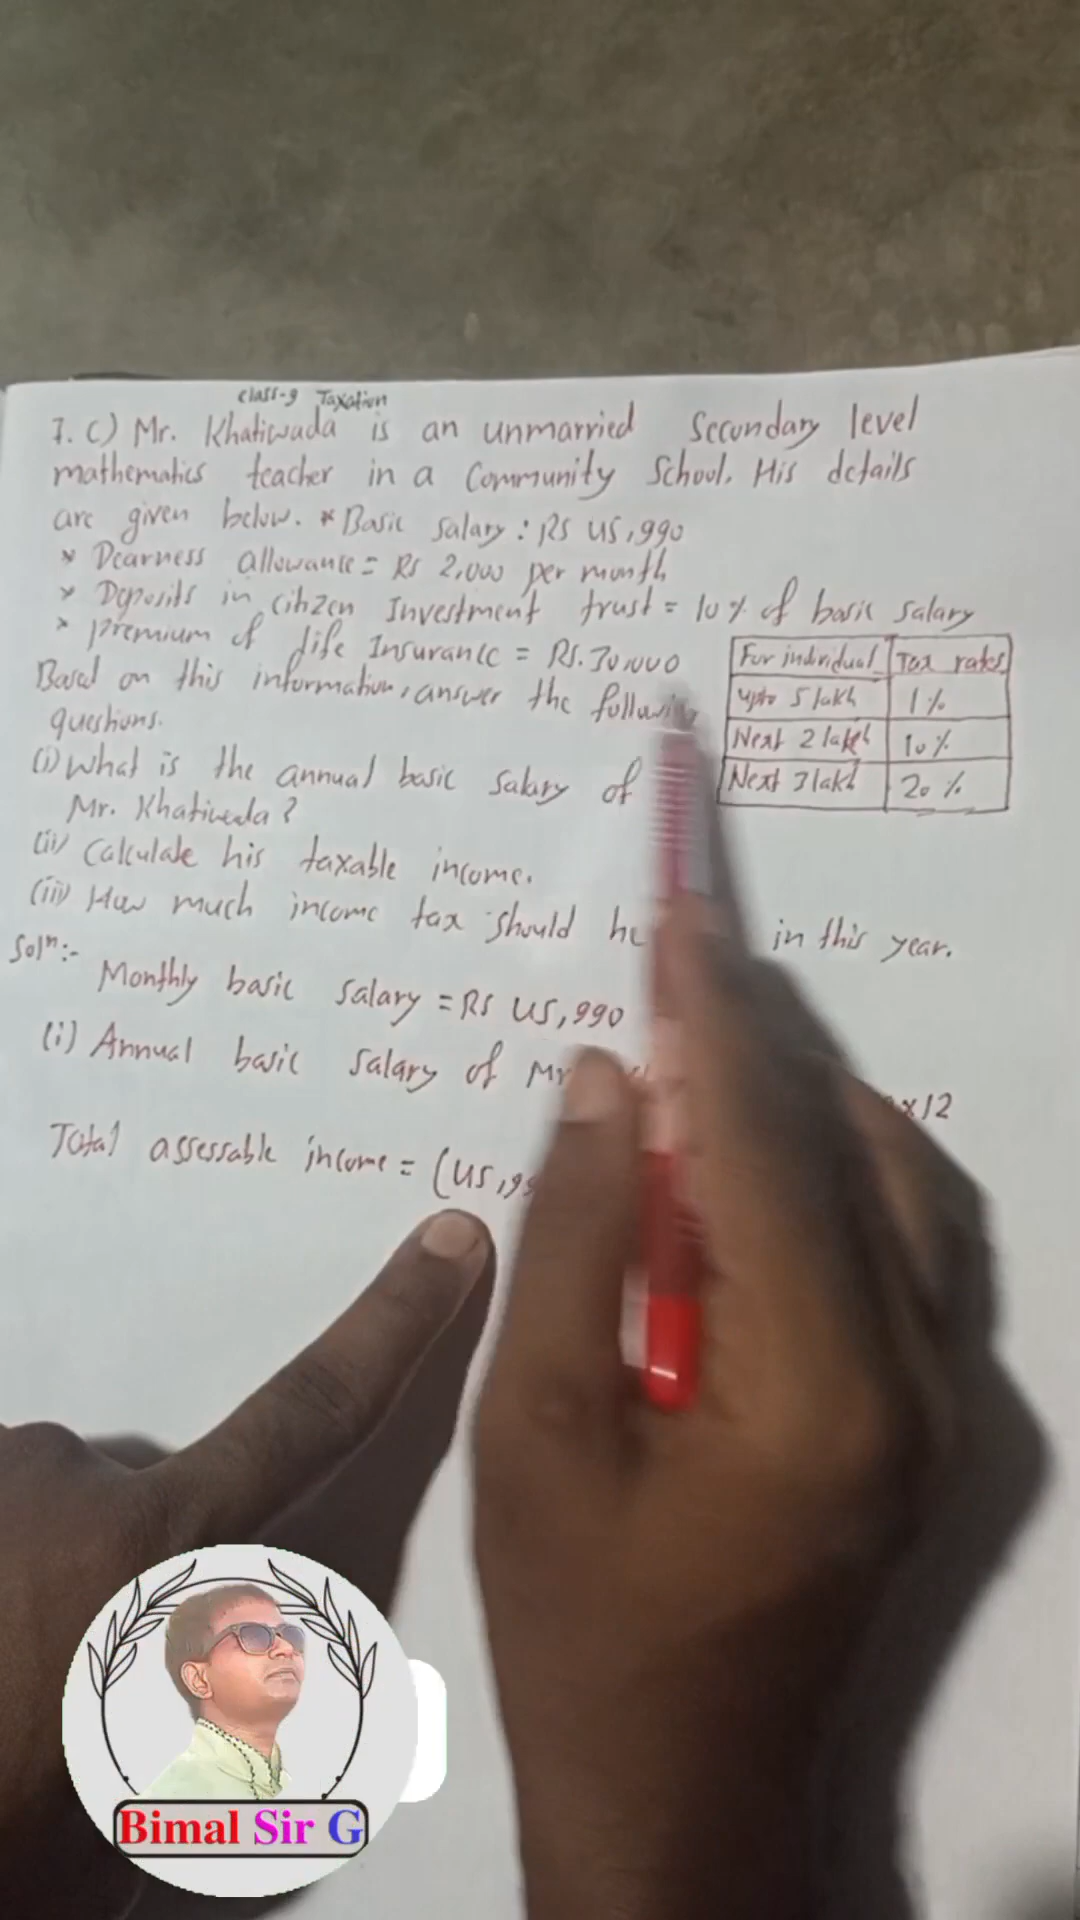 class-9 Taxation
7. C) Mr. Khatiwada is an unmarried Secondary level
mathematics teacher in a Community School. His details
are given below. * Basic salary : Rs 45,990
* Dearness allowance = Rs 2,000 per month
* Deposits in Citizen Investment trust = 10% of basic salary
* Premium of life Insurance = Rs. 30,000
For individual Tax rates
upto 5 lakh 1%
Next 2 lakh 10%
Next 3 lakh 20%
Based on this information, answer the following
questions.
(i) What is the annual basic salary of
Mr. Khatiwada?
(ii) Calculate his taxable income.
(iii) How much income tax should he in this year.
Soln:-
Monthly basic salary = Rs 45,990
(i) Annual basic salary of Mr x12
Total assessable income = (45,99
Bimal Sir G